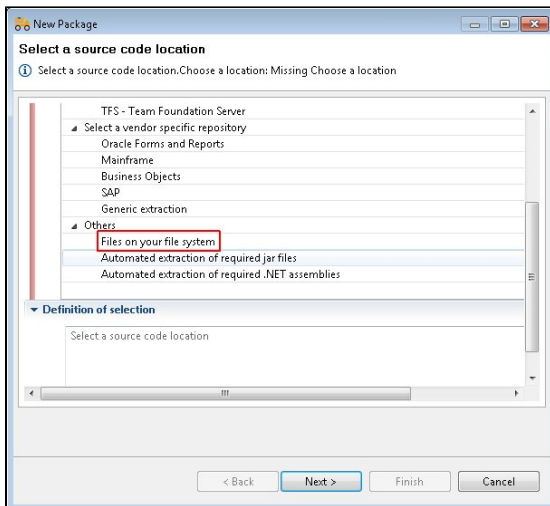 New Package
Select a source code location
Select a source code location.Choose a location: Missing Choose a location
TFS - Team Foundation Server
Select a vendor specific repository
Oracle Forms and Reports
Mainframe
Business Objects
SAP
Generic extraction
Others
Files on your file system
Automated extraction of required jar files
Automated extraction of required .NET assemblies
Definition of selection
Select a source code location
< Back Next > Finish Cancel